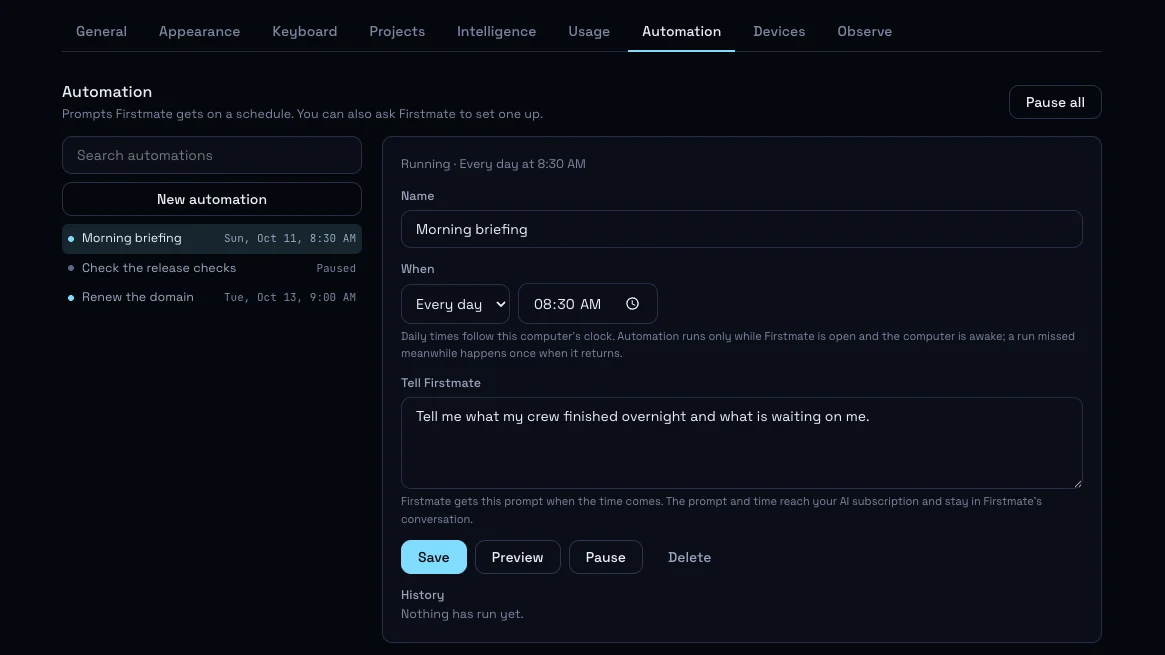 General Appearance Keyboard Projects Intelligence Usage Automation Devices Observe
Automation
Prompts Firstmate gets on a schedule. You can also ask Firstmate to set one up.
Pause all
Search automations
New automation
Morning briefing Sun, Oct 11, 8:30 AM
Check the release checks Paused
Renew the domain Tue, Oct 13, 9:00 AM
Running · Every day at 8:30 AM
Name
Morning briefing
When
Every day 08:30 AM
Daily times follow this computer's clock. Automation runs only while Firstmate is open and the computer is awake; a run missed
meanwhile happens once when it returns.
Tell Firstmate
Tell me what my crew finished overnight and what is waiting on me.
Firstmate gets this prompt when the time comes. The prompt and time reach your AI subscription and stay in Firstmate's
conversation.
Save Preview Pause Delete
History
Nothing has run yet.